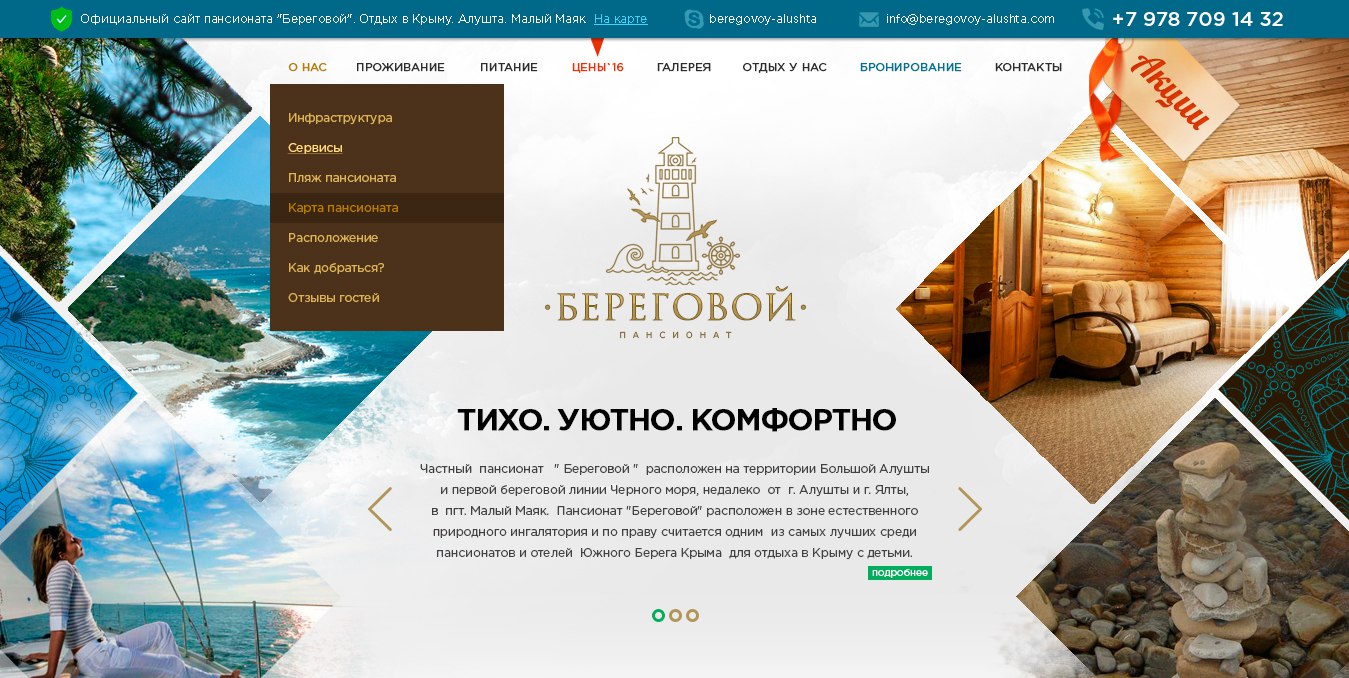 Официальный сайт пансионата "Береговой". Отдых в Крыму. Алушта. Малый Маяк На карте beregovoy-alushta info@beregovoy-alushta.com +7 978 709 14 32
О НАС ПРОЖИВАНИЕ ПИТАНИЕ ЦЕНЫ`16 ГАЛЕРЕЯ ОТДЫХ У НАС БРОНИРОВАНИЕ КОНТАКТЫ
Акции
Инфраструктура
Сервисы
Пляж пансионата
Карта пансионата
Расположение
Как добраться?
Отзывы гостей
·БЕРЕГОВОЙ·
ПАНСИОНАТ
ТИХО. УЮТНО. КОМФОРТНО
Частный пансионат " Береговой " расположен на территории Большой Алушты
и первой береговой линии Черного моря, недалеко от г. Алушты и г. Ялты,
в пгт. Малый Маяк. Пансионат "Береговой" расположен в зоне естественного
природного ингалятория и по праву считается одним из самых лучших среди
пансионатов и отелей Южного Берега Крыма для отдыха в Крыму с детьми.
подробнее